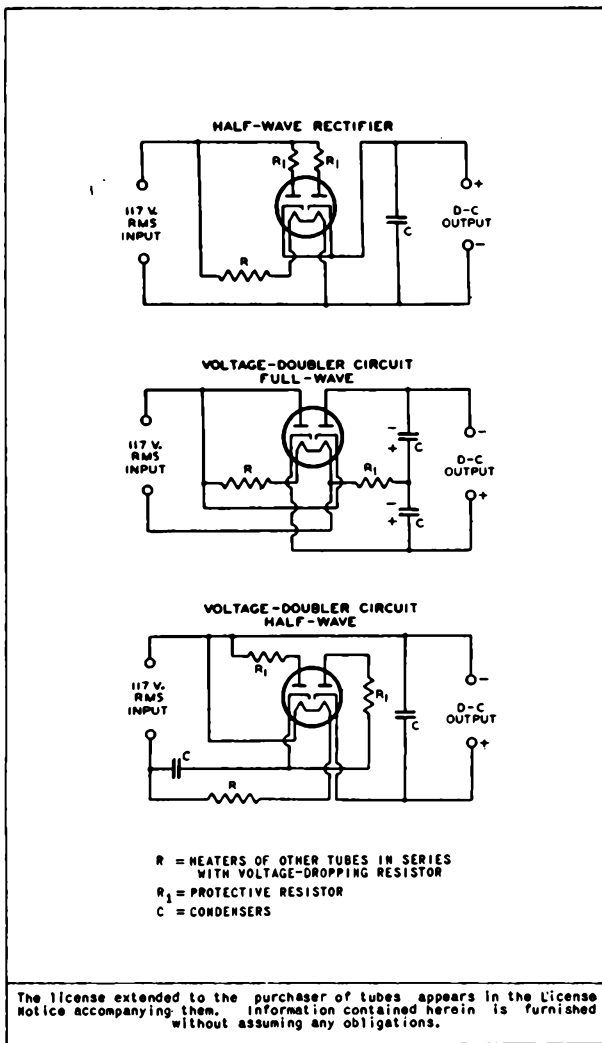 HALF-WAVE RECTIFIER
R1 R1
117 V.
RMS
INPUT
+
D-C
OUTPUT
-
C
R
VOLTAGE-DOUBLER CIRCUIT
FULL-WAVE
117 V.
RMS
INPUT
R
R1
-
+
C
-
+
C
-
D-C
OUTPUT
+
VOLTAGE-DOUBLER CIRCUIT
HALF-WAVE
R1
R1
117 V.
RMS
INPUT
C
-
D-C
OUTPUT
+
C
R
R = HEATERS OF OTHER TUBES IN SERIES
WITH VOLTAGE-DROPPING RESISTOR
R1 = PROTECTIVE RESISTOR
C = CONDENSERS
The license extended to the purchaser of tubes appears in the License
Notice accompanying them. Information contained herein is furnished
without assuming any obligations.